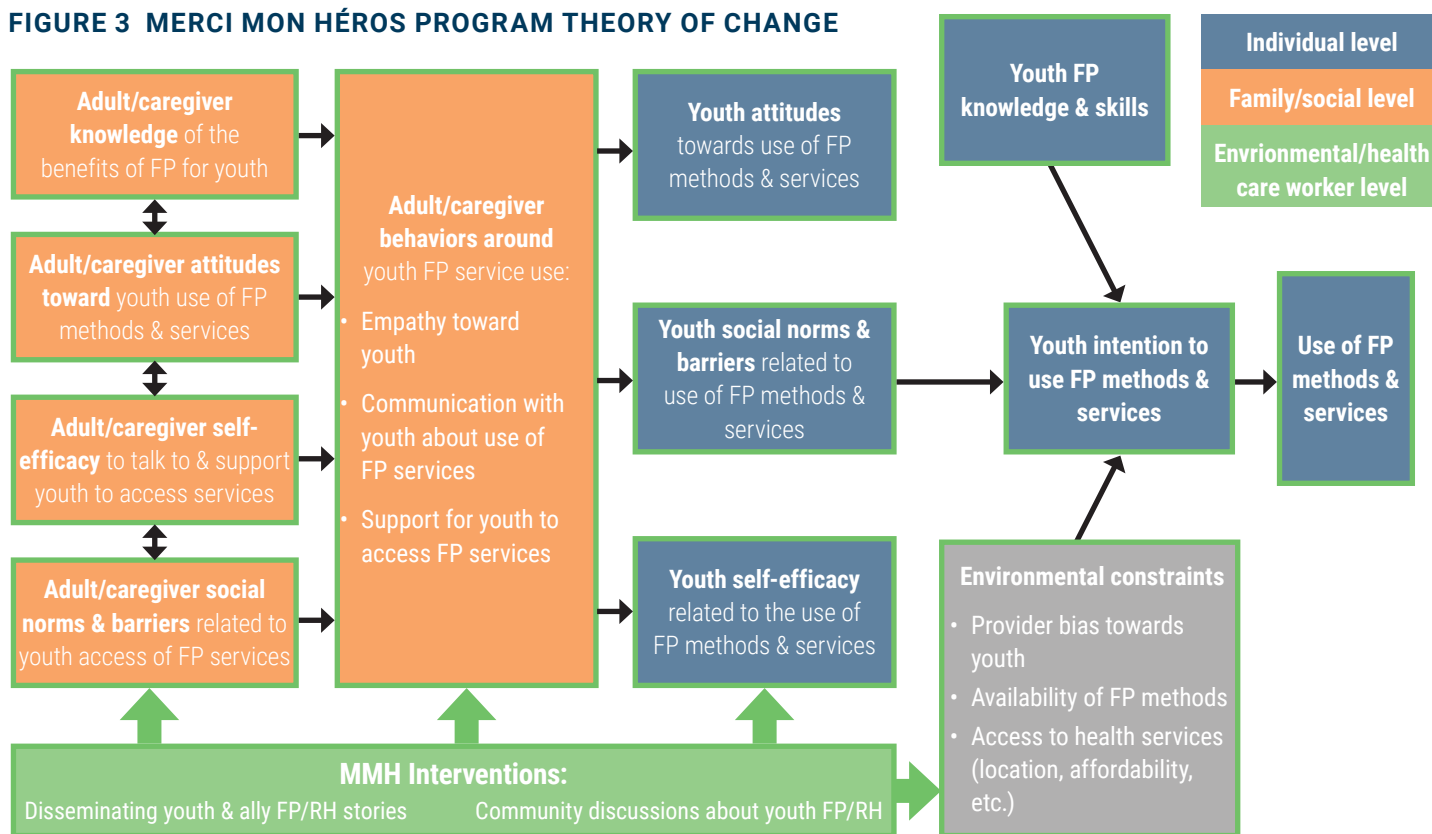 FIGURE 3 MERCI MON HÉROS PROGRAM THEORY OF CHANGE
Individual level
Family/social level
Envrionmental/health
care worker level
Adult/caregiver
knowledge of the
benefits of FP for youth
Adult/caregiver attitudes
toward youth use of FP
methods & services
Adult/caregiver self-
efficacy to talk to & support
youth to access services
Adult/caregiver social
norms & barriers related to
youth access of FP services
Adult/caregiver
behaviors around
youth FP service use:
• Empathy toward
youth
• Communication with
youth about use of
FP services
• Support for youth to
access FP services
Youth attitudes
towards use of FP
methods & services
Youth social norms &
barriers related to
use of FP methods &
services
Youth self-efficacy
related to the use of
FP methods & services
Youth FP
knowledge & skills
Youth intention to
use FP methods &
services
Use of FP
methods &
services
Environmental constraints
• Provider bias towards
youth
• Availability of FP methods
• Access to health services
(location, affordability,
etc.)
MMH Interventions:
Disseminating youth & ally FP/RH stories
Community discussions about youth FP/RH